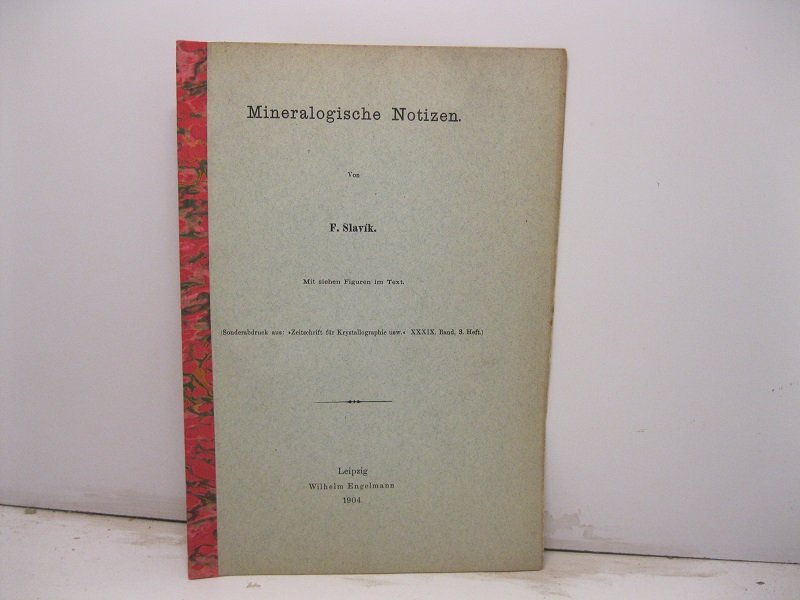 Mineralogische Notizen.
Von
F. Slavík.
Mit sieben Figuren im Text.
(Sonderabdruck aus: »Zeitschrift für Krystallographie usw.« XXXIX. Band, 3. Heft.)
Leipzig
Wilhelm Engelmann
1904.